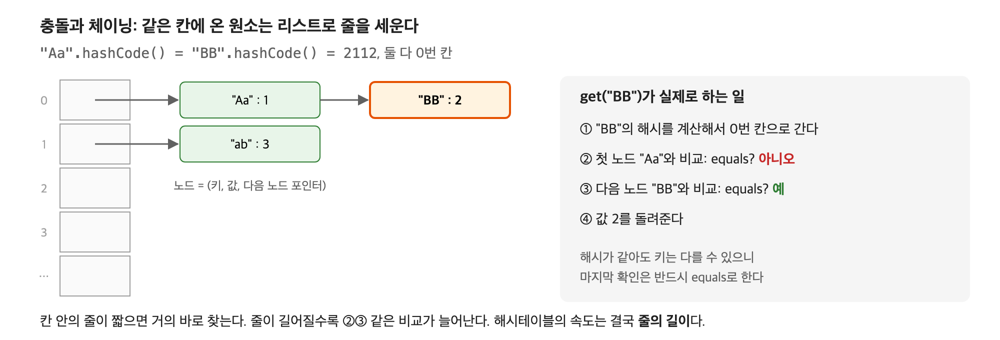 충돌과 체이닝: 같은 칸에 온 원소는 리스트로 줄을 세운다
"Aa".hashCode() = "BB".hashCode() = 2112, 둘 다 0번 칸
0
"Aa" : 1
"BB" : 2
1
"ab" : 3
2
노드 = (키, 값, 다음 노드 포인터)
3
...
get("BB")가 실제로 하는 일
① "BB"의 해시를 계산해서 0번 칸으로 간다
② 첫 노드 "Aa"와 비교: equals? 아니오
③ 다음 노드 "BB"와 비교: equals? 예
④ 값 2를 돌려준다
해시가 같아도 키는 다를 수 있으니
마지막 확인은 반드시 equals로 한다
칸 안의 줄이 짧으면 거의 바로 찾는다. 줄이 길어질수록 ②③ 같은 비교가 늘어난다. 해시테이블의 속도는 결국 줄의 길이다.